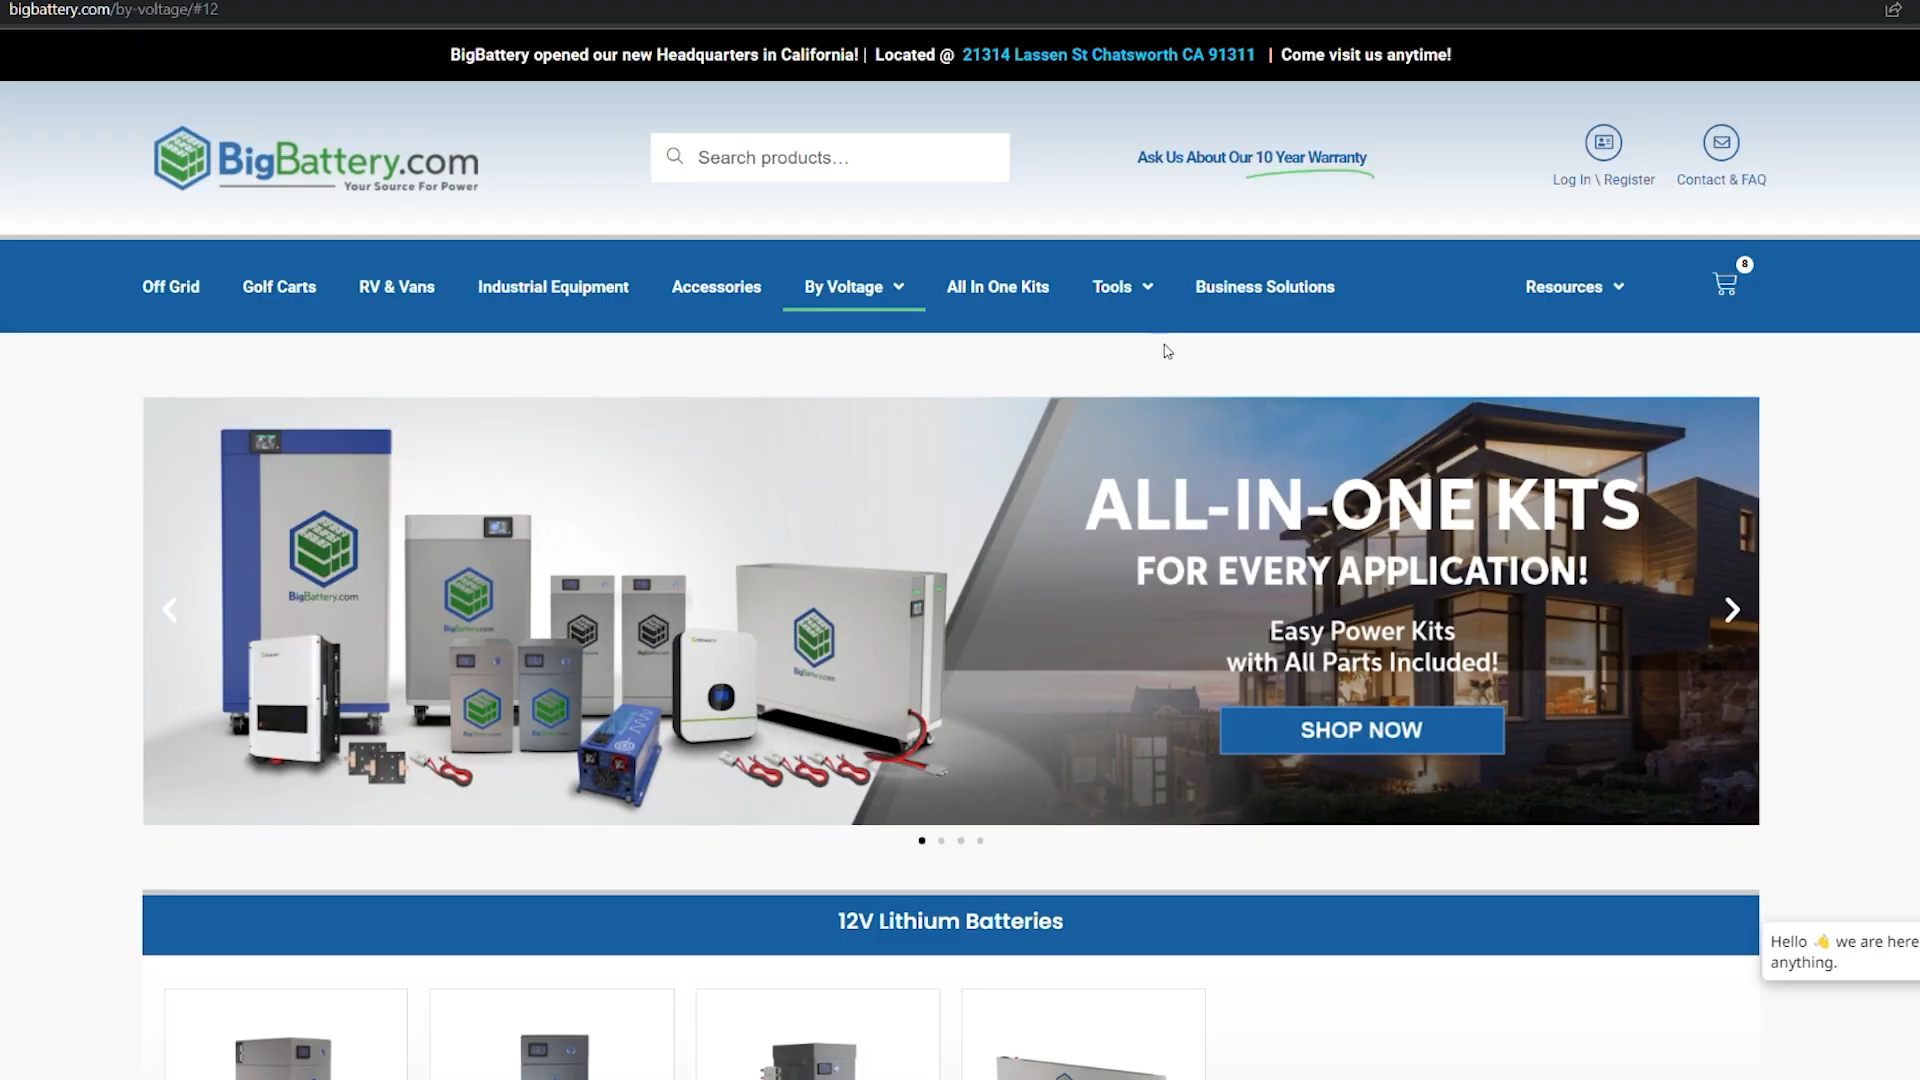 bigbattery.com/by-voltage/#12
BigBattery opened our new Headquarters in California! | Located @ 21314 Lassen St Chatsworth CA 91311 | Come visit us anytime!
BigBattery.com
Your Source For Power
Search products...
Ask Us About Our 10 Year Warranty
Log In \ Register
Contact & FAQ
8
Off Grid
Golf Carts
RV & Vans
Industrial Equipment
Accessories
By Voltage
All In One Kits
Tools
Business Solutions
Resources
ALL-IN-ONE KITS
FOR EVERY APPLICATION!
Easy Power Kits
with All Parts Included!
SHOP NOW
BigBattery.com
BigBattery.com
BigBattery.com
12V Lithium Batteries
Hello 👋 we are here
anything.